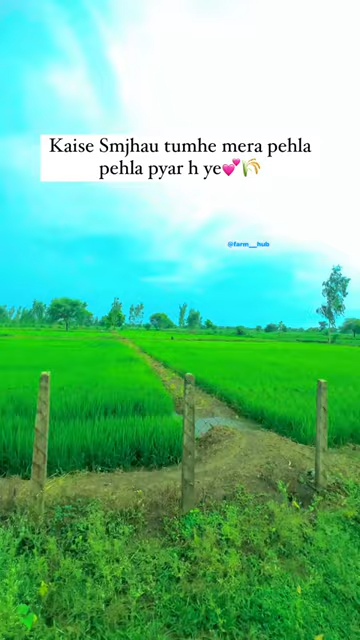 Kaise Smjhau tumhe mera pehla
pehla pyar h ye💕🌾
@farm__hub